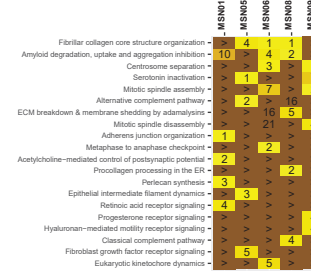 MSN01 MSN05 MSN06 MSN08 MSN09
Fibrillar collagen core structure organization > 4 1 1
Amyloid degradation, uptake and aggregation inhibition 10 > 4 2
Centrosome separation > > 3 >
Serotonin inactivation > 1 > >
Mitotic spindle assembly > > 7 >
Alternative complement pathway > 2 > 16
ECM breakdown & membrane shedding by adamalysins > > 16 5
Mitotic spindle disassembly > > 21 >
Adherens junction organization 1 > > >
Metaphase to anaphase checkpoint > > 2 >
Acetylcholine−mediated control of postsynaptic potential 2 > > >
Procollagen processing in the ER > > > 2
Perlecan synthesis 3 > > >
Epithelial intermediate filament dynamics > 3 > >
Retinoic acid receptor signaling 4 > > >
Progesterone receptor signaling > > > >
Hyaluronan−mediated motility receptor signaling > > > >
Classical complement pathway > > > 4
Fibroblast growth factor receptor signaling > 5 > >
Eukaryotic kinetochore dynamics > > 5 >